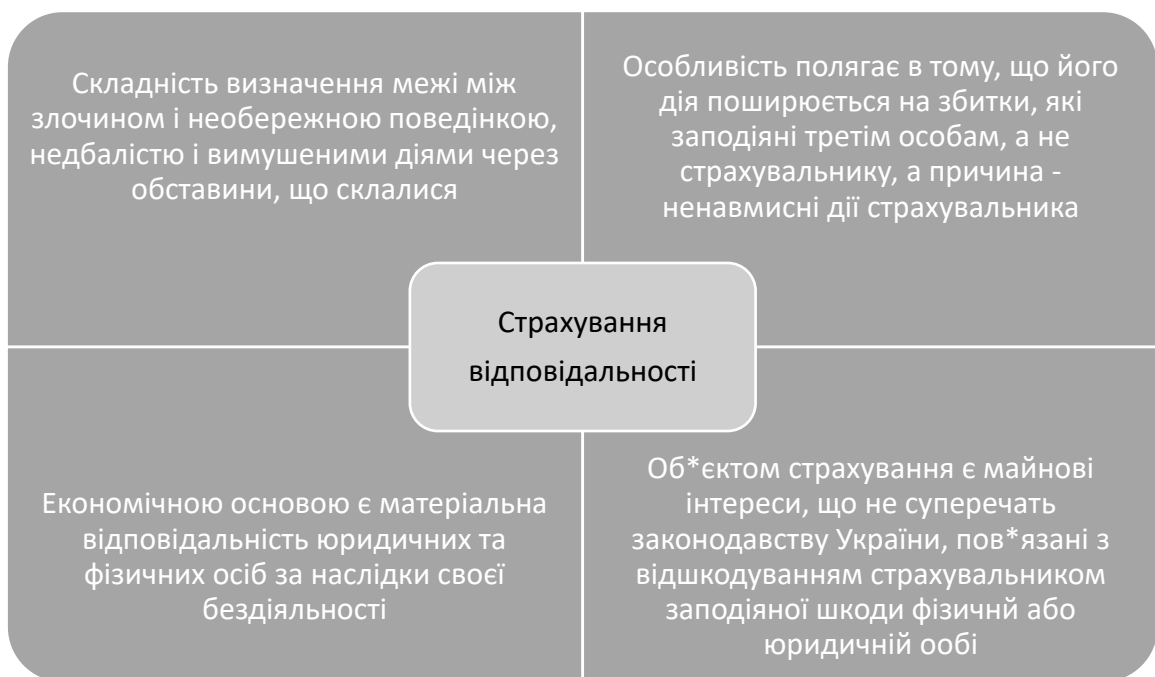 Складність визначення межі між
злочином і необережною поведінкою,
недбалістю і вимушеними діями через
обставини, що склалися
Особливість полягає в тому, що його
дія поширюється на збитки, які
заподіяні третім особам, а не
страхувальнику, а причина -
ненавмисні дії страхувальника
Страхування
відповідальності
Економічною основою є матеріальна
відповідальність юридичних та
фізичних осіб за наслідки своєї
бездіяльності
Об*єктом страхування є майнові
інтереси, що не суперечать
законодавству України, пов*язані з
відшкодуванням страхувальником
заподіяної шкоди фізичнй або
юридичній ообі